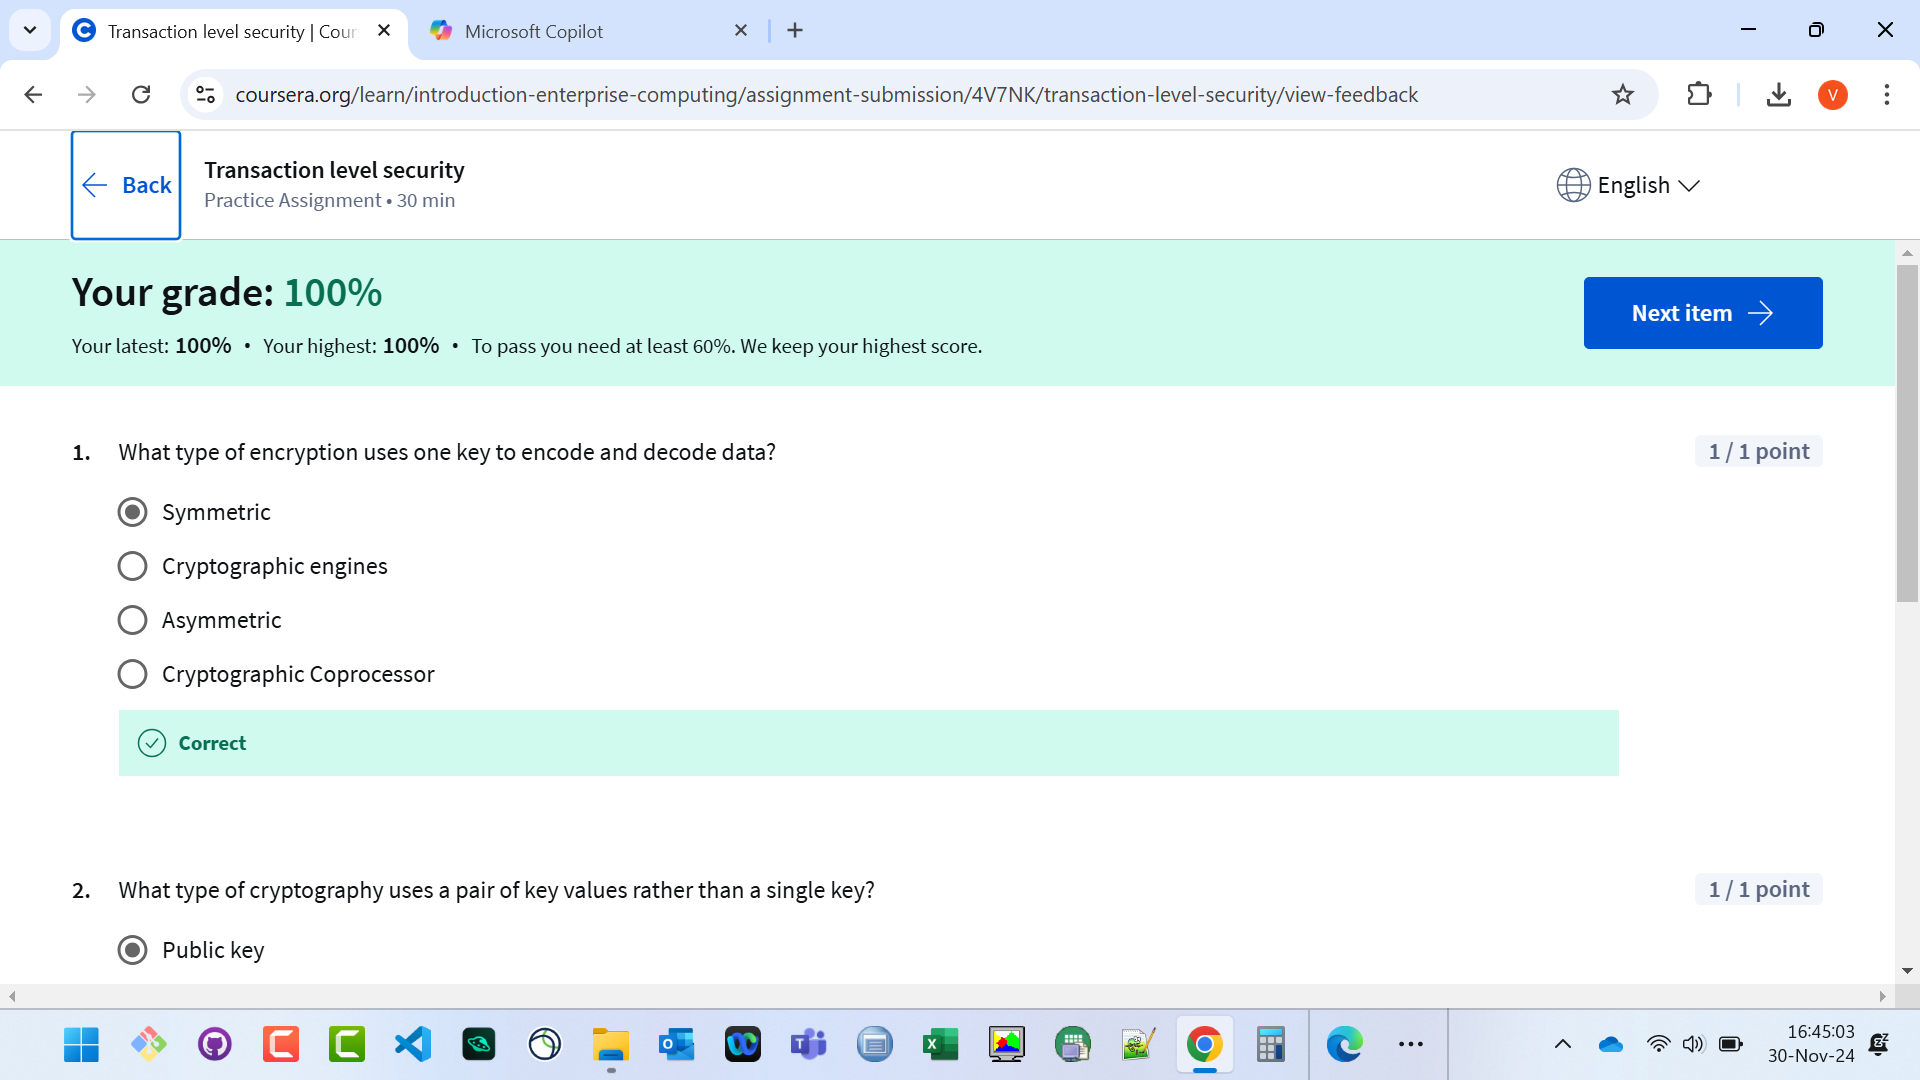 Transaction level security | Cour
Microsoft Copilot
coursera.org/learn/introduction-enterprise-computing/assignment-submission/4V7NK/transaction-level-security/view-feedback
V
Back
Transaction level security
Practice Assignment • 30 min
English
Your grade: 100%
Your latest: 100% • Your highest: 100% • To pass you need at least 60%. We keep your highest score.
Next item
1. What type of encryption uses one key to encode and decode data?
1 / 1 point
Symmetric
Cryptographic engines
Asymmetric
Cryptographic Coprocessor
Correct
2. What type of cryptography uses a pair of key values rather than a single key?
1 / 1 point
Public key
16:45:03
30-Nov-24